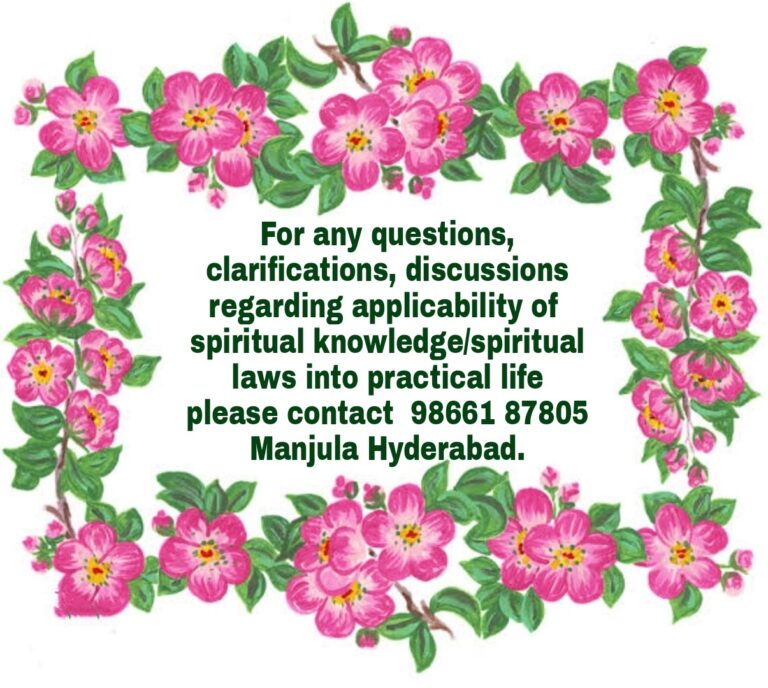 For any questions,
clarifications, discussions
regarding applicability of
spiritual knowledge/spiritual
laws into practical life
please contact 98661 87805
Manjula Hyderabad.